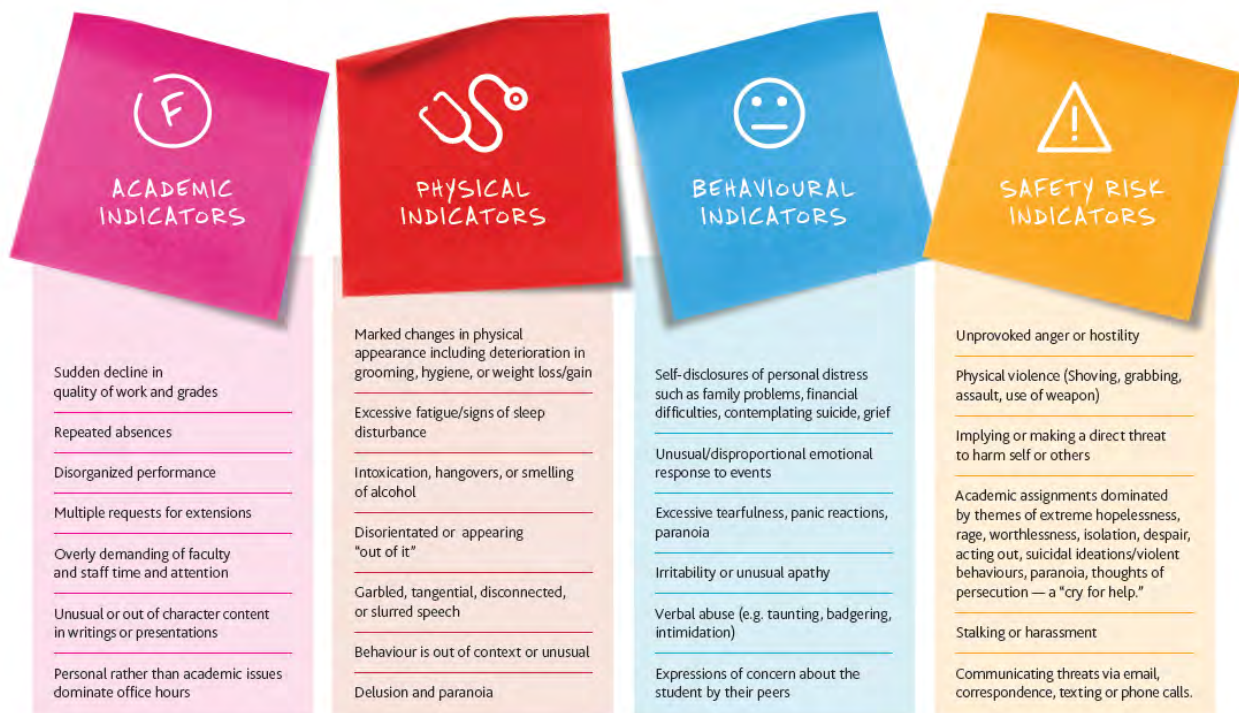 F
ACADEMIC
INDICATORS
Sudden decline in
quality of work and grades
Repeated absences
Disorganized performance
Multiple requests for extensions
Overly demanding of faculty
and staff time and attention
Unusual or out of character content
in writings or presentations
Personal rather than academic issues
dominate office hours
PHYSICAL
INDICATORS
Marked changes in physical
appearance including deterioration in
grooming, hygiene, or weight loss/gain
Excessive fatigue/signs of sleep
disturbance
Intoxication, hangovers, or smelling
of alcohol
Disorientated or appearing
"out of it"
Garbled, tangential, disconnected,
or slurred speech
Behaviour is out of context or unusual
Delusion and paranoia
BEHAVIOURAL
INDICATORS
Self-disclosures of personal distress
such as family problems, financial
difficulties, contemplating suicide, grief
Unusual/disproportional emotional
response to events
Excessive tearfulness, panic reactions,
paranoia
Irritability or unusual apathy
Verbal abuse (e.g. taunting, badgering,
intimidation)
Expressions of concern about the
student by their peers
SAFETY RISK
INDICATORS
Unprovoked anger or hostility
Physical violence (Shoving, grabbing,
assault, use of weapon)
Implying or making a direct threat
to harm self or others
Academic assignments dominated
by themes of extreme hopelessness,
rage, worthlessness, isolation, despair,
acting out, suicidal ideations/violent
behaviours, paranoia, thoughts of
persecution — a "cry for help."
Stalking or harassment
Communicating threats via email,
correspondence, texting or phone calls.